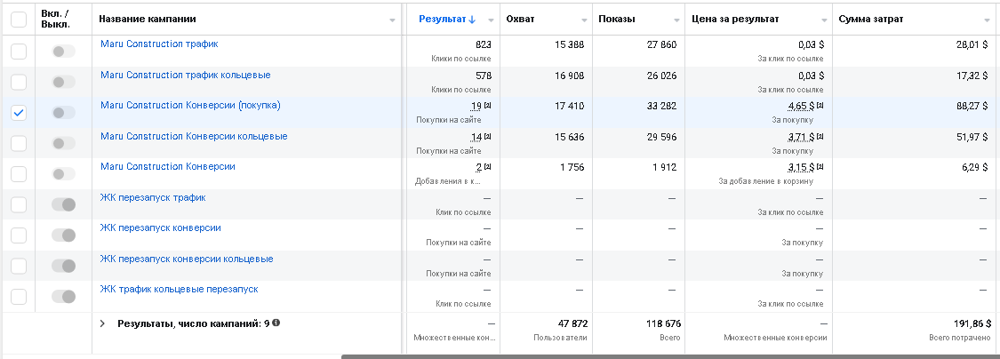 Вкл. / Выкл. Название кампании Результат ↓ Охват Показы Цена за результат Сумма затрат
Maru Construction трафик 823 15 388 27 860 0,03 $ 28,01 $
Клики по ссылке За клик по ссылке
Maru Construction трафик кольцевые 578 16 908 26 026 0,03 $ 17,32 $
Клики по ссылке За клик по ссылке
Maru Construction Конверсии (покупка) 19 [2] 17 410 33 282 4,65 $ [2] 88,27 $
Покупки на сайте За покупку
Maru Construction Конверсии кольцевые 14 [2] 15 636 29 596 3,71 $ [2] 51,97 $
Покупки на сайте За покупку
Maru Construction Конверсии 2 [2] 1 756 1 912 3,15 $ [2] 6,29 $
Добавления в к... За добавление в корзину
ЖК перезапуск трафик — — — — —
Клик по ссылке За клик по ссылке
ЖК перезапуск конверсии — — — — —
Покупки на сайте За покупку
ЖК перезапуск конверсии кольцевые — — — — —
Покупки на сайте За покупку
ЖК трафик кольцевые перезапуск — — — — —
Клик по ссылке За клик по ссылке
Результаты, число кампаний: 9 — 47 872 118 676 — 191,86 $
Множественные кон... Пользователи Всего Множественные конверсии Всего потрачено